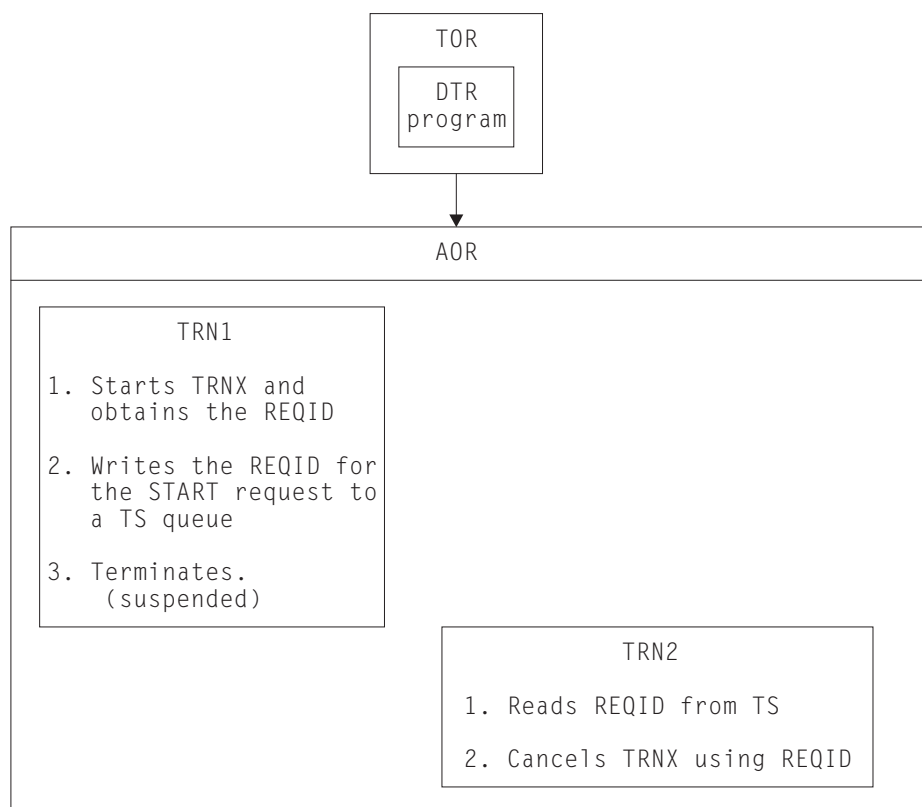 TOR
DTR
program
AOR
TRN1
1. Starts TRNX and
obtains the REQID
2. Writes the REQID for
the START request to
a TS queue
3. Terminates.
(suspended)
TRN2
1. Reads REQID from TS
2. Cancels TRNX using REQID